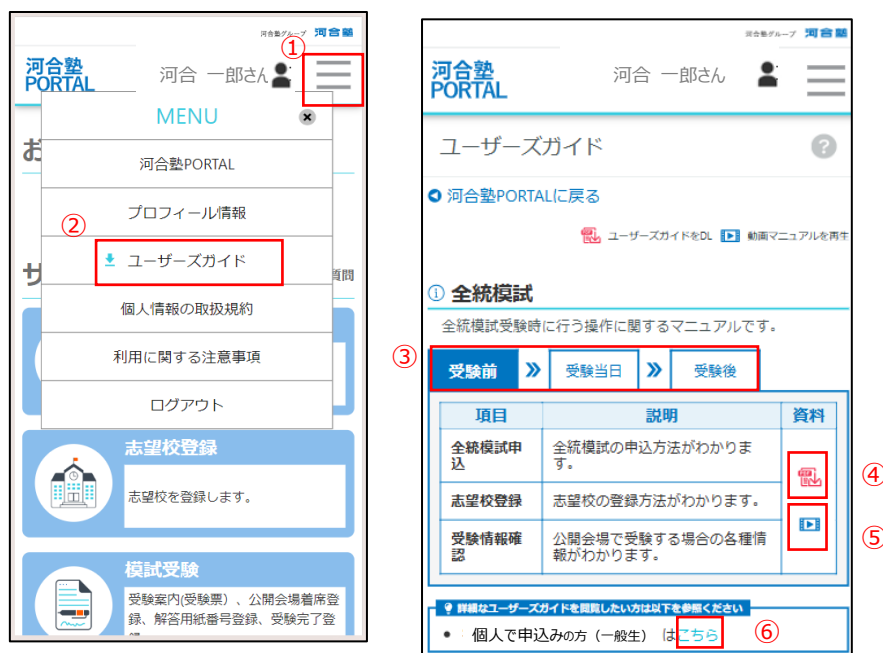 河合塾グループ 河合塾
①
河合塾
PORTAL
河合 一郎さん
MENU
お
河合塾PORTAL
プロフィール情報
②
ユーザーズガイド
サ
質問
個人情報の取扱規約
利用に関する注意事項
ログアウト
志望校登録
志望校を登録します。
模試受験
受験案内(受験票）、公開会場着席登
録、解答用紙番号登録、受験完了登
河合塾グループ 河合塾
河合塾
PORTAL
河合 一郎さん
ユーザーズガイド
?
河合塾PORTALに戻る
ユーザーズガイドをDL 動画マニュアルを再生
全統模試
全統模試受験時に行う操作に関するマニュアルです。
③
受験前 » 受験当日 » 受験後
項目 説明 資料
全統模試申
込
全統模試の申込方法がわかりま
す。
④
志望校登録 志望校の登録方法がわかります。
⑤
受験情報確
認
公開会場で受験する場合の各種情
報がわかります。
詳細なユーザーズガイドを閲覧したい方は以下を参照ください
• 個人で申込みの方（一般生） はこちら
⑥